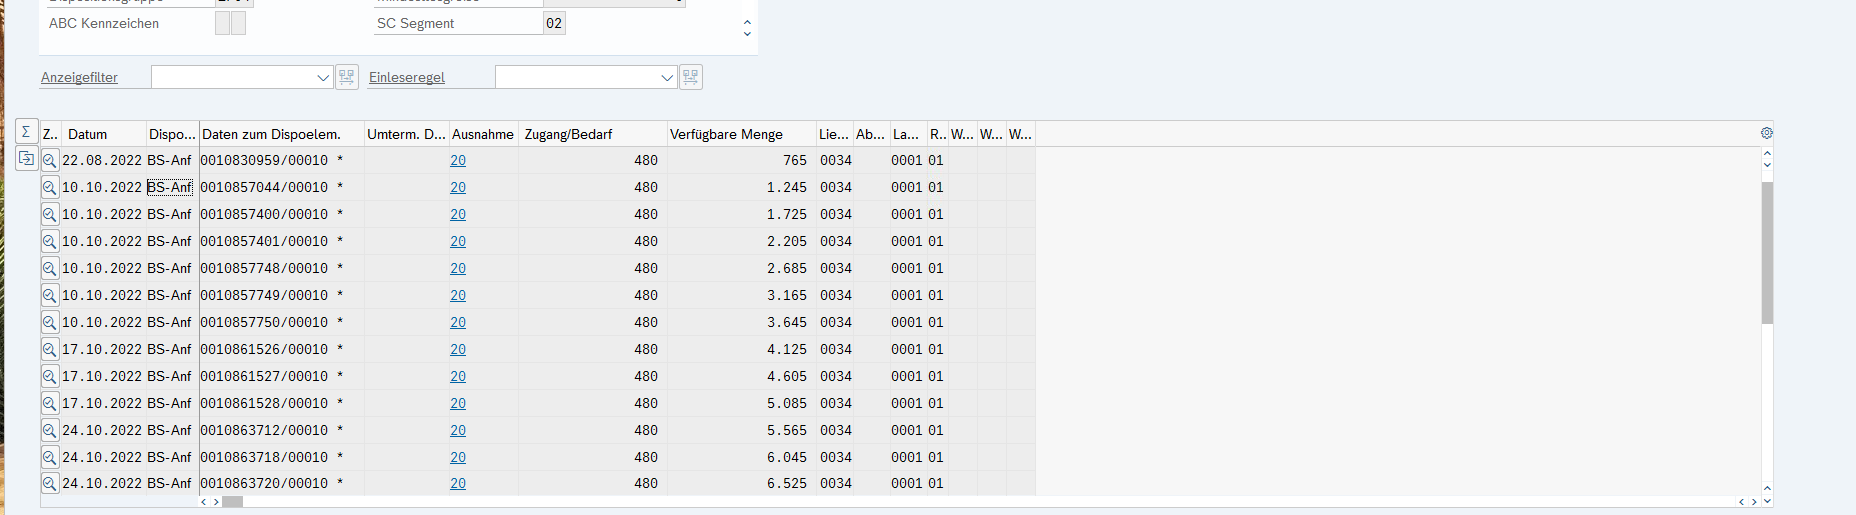 ABC Kennzeichen SC Segment 02
Anzeigefilter Einleseregel
Z.. Datum Dispo... Daten zum Dispoelem. Umterm. D... Ausnahme Zugang/Bedarf Verfügbare Menge Lie... Ab... La... R.. W... W... W...
22.08.2022 BS-Anf 0010830959/00010 * 20 480 765 0034 0001 01
10.10.2022 BS-Anf 0010857044/00010 * 20 480 1.245 0034 0001 01
10.10.2022 BS-Anf 0010857400/00010 * 20 480 1.725 0034 0001 01
10.10.2022 BS-Anf 0010857401/00010 * 20 480 2.205 0034 0001 01
10.10.2022 BS-Anf 0010857748/00010 * 20 480 2.685 0034 0001 01
10.10.2022 BS-Anf 0010857749/00010 * 20 480 3.165 0034 0001 01
10.10.2022 BS-Anf 0010857750/00010 * 20 480 3.645 0034 0001 01
17.10.2022 BS-Anf 0010861526/00010 * 20 480 4.125 0034 0001 01
17.10.2022 BS-Anf 0010861527/00010 * 20 480 4.605 0034 0001 01
17.10.2022 BS-Anf 0010861528/00010 * 20 480 5.085 0034 0001 01
24.10.2022 BS-Anf 0010863712/00010 * 20 480 5.565 0034 0001 01
24.10.2022 BS-Anf 0010863718/00010 * 20 480 6.045 0034 0001 01
24.10.2022 BS-Anf 0010863720/00010 * 20 480 6.525 0034 0001 01